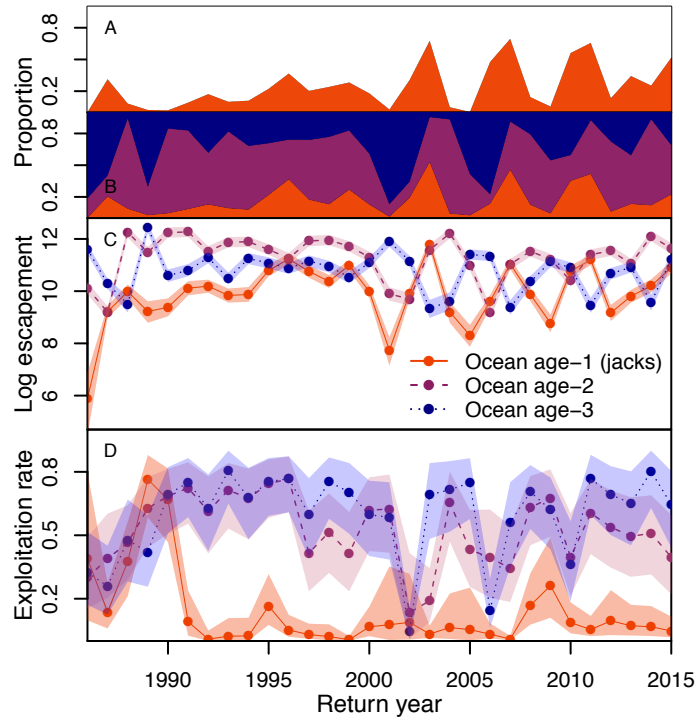 A
0.8
0.2
Proportion
0.8
0.2
B
C
12
10
8
6
Log escapement
Ocean age−1 (jacks)
Ocean age−2
Ocean age−3
D
0.8
0.5
0.2
Exploitation rate
1990
1995
2000
2005
2010
2015
Return year